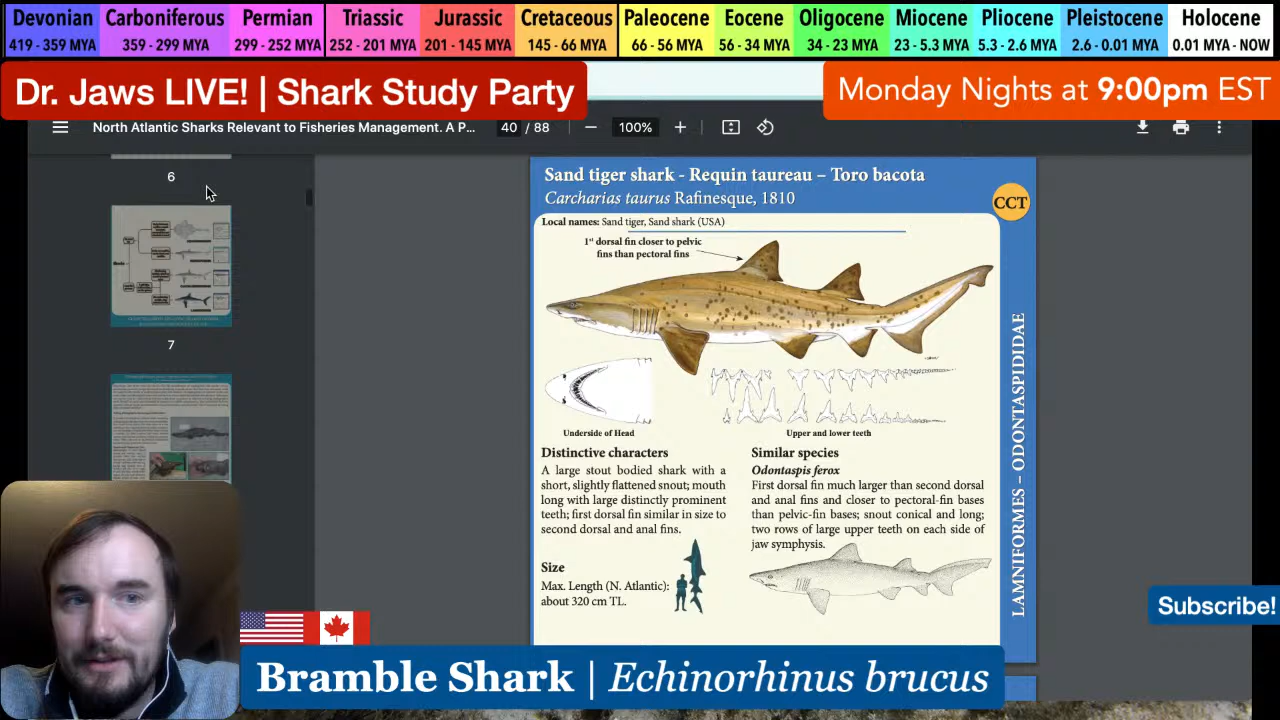 Devonian Carboniferous Permian Triassic Jurassic Cretaceous Paleocene Eocene Oligocene Miocene Pliocene Pleistocene Holocene
419 - 359 MYA 359 - 299 MYA 299 - 252 MYA 252 - 201 MYA 201 - 145 MYA 145 - 66 MYA 66 - 56 MYA 56 - 34 MYA 34 - 23 MYA 23 - 5.3 MYA 5.3 - 2.6 MYA 2.6 - 0.01 MYA 0.01 MYA - NOW
Dr. Jaws LIVE! | Shark Study Party
Monday Nights at 9:00pm EST
North Atlantic Sharks Relevant to Fisheries Management. A P...
40 / 88
100%
6
7
Sand tiger shark - Requin taureau – Toro bacota
Carcharias taurus Rafinesque, 1810
CCT
Local names: Sand tiger, Sand shark (USA)
1st dorsal fin closer to pelvic
fins than pectoral fins
Underside of Head
Upper and lower teeth
Distinctive characters
A large stout bodied shark with a
short, slightly flattened snout; mouth
long with large distinctly prominent
teeth; first dorsal fin similar in size to
second dorsal and anal fins.
Size
Max. Length (N. Atlantic):
about 320 cm TL.
Similar species
Odontaspis ferox
First dorsal fin much larger than second dorsal
and anal fins and closer to pectoral-fin bases
than pelvic-fin bases; snout conical and long;
two rows of large upper teeth on each side of
jaw symphysis.
LAMNIFORMES – ODONTASPIDIDAE
Subscribe!
Bramble Shark | Echinorhinus brucus